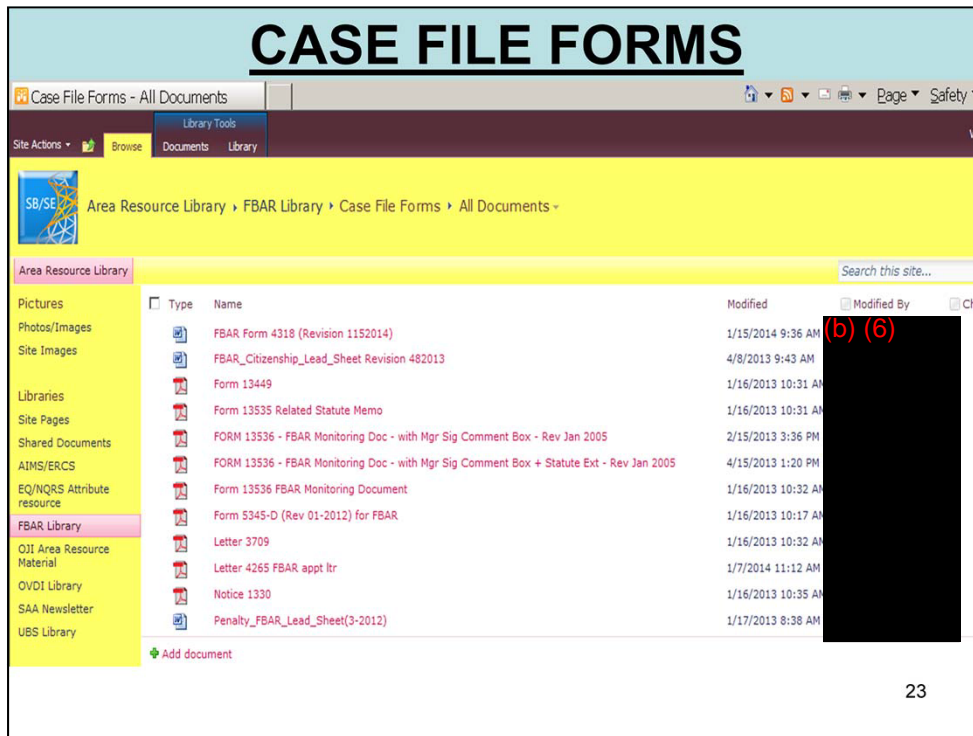 CASE FILE FORMS
Case File Forms - All Documents
Page Safety
Library Tools
Site Actions Browse Documents Library
SB/SE
Area Resource Library FBAR Library Case File Forms All Documents
Area Resource Library
Search this site...
Pictures
Photos/Images
Site Images
Libraries
Site Pages
Shared Documents
AIMS/ERCS
EQ/NQRS Attribute
resource
FBAR Library
OJI Area Resource
Material
OVDI Library
SAA Newsletter
UBS Library
Type Name Modified Modified By
(b) (6)
FBAR Form 4318 (Revision 1152014) 1/15/2014 9:36 AM
FBAR_Citizenship_Lead_Sheet Revision 482013 4/8/2013 9:43 AM
Form 13449 1/16/2013 10:31 AM
Form 13535 Related Statute Memo 1/16/2013 10:31 AM
FORM 13536 - FBAR Monitoring Doc - with Mgr Sig Comment Box - Rev Jan 2005 2/15/2013 3:36 PM
FORM 13536 - FBAR Monitoring Doc - with Mgr Sig Comment Box + Statute Ext - Rev Jan 2005 4/15/2013 1:20 PM
Form 13536 FBAR Monitoring Document 1/16/2013 10:32 AM
Form 5345-D (Rev 01-2012) for FBAR 1/16/2013 10:17 AM
Letter 3709 1/16/2013 10:32 AM
Letter 4265 FBAR appt ltr 1/7/2014 11:12 AM
Notice 1330 1/16/2013 10:35 AM
Penalty_FBAR_Lead_Sheet(3-2012) 1/17/2013 8:38 AM
Add document
23